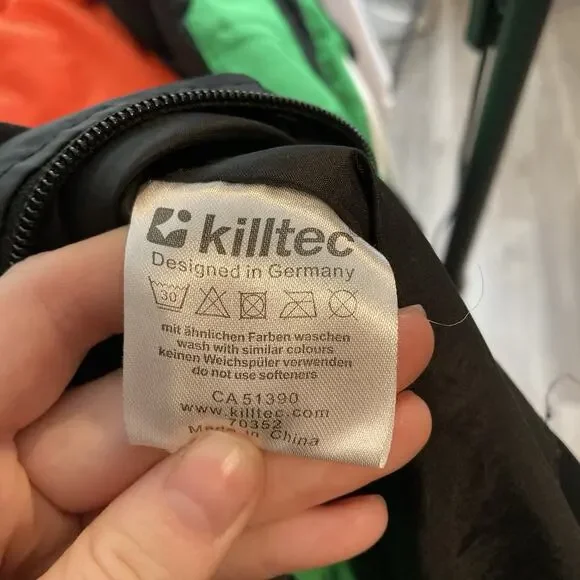 killtec
Designed in Germany
30
mit ähnlichen Farben waschen
wash with similar colours
keinen Weichspüler verwenden
do not use softeners
CA 51390
www.killtec.com
70352
Made in China